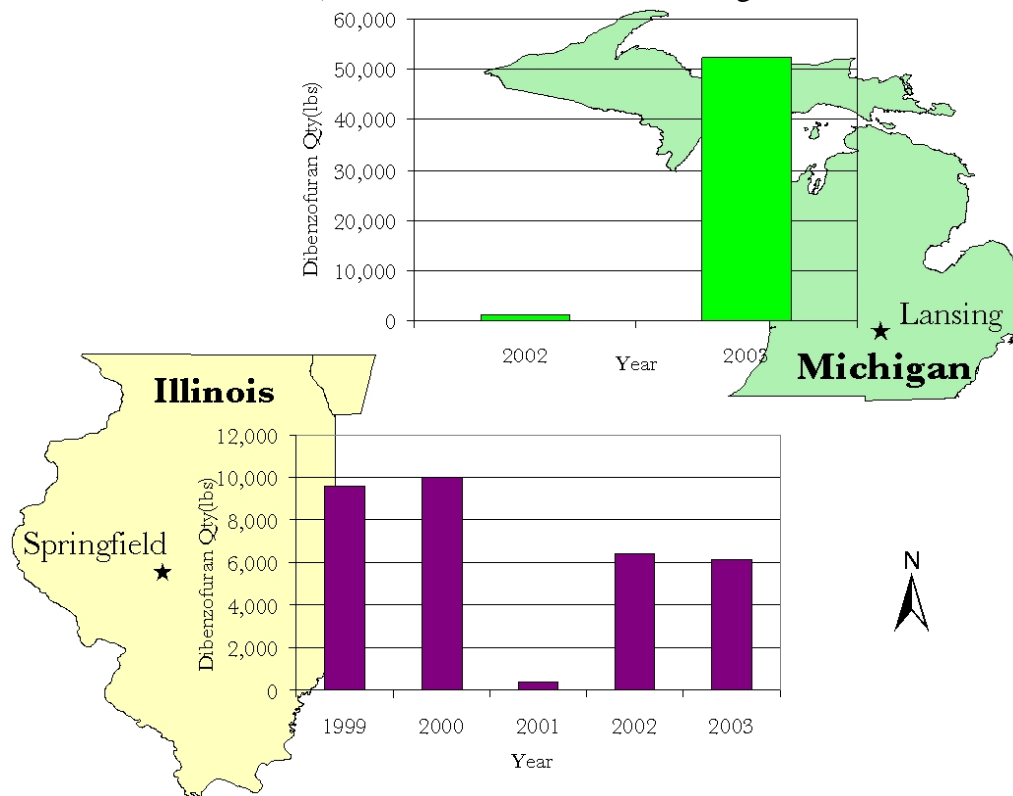 60,000
50,000
40,000
30,000
20,000
10,000
0
Dibenzofuran Qty(lbs)
2002
2003
Year
Lansing
Michigan
Illinois
Springfield
12,000
10,000
8,000
6,000
4,000
2,000
0
Dibenzofuran Qty(lbs)
1999 2000 2001 2002 2003
Year
N